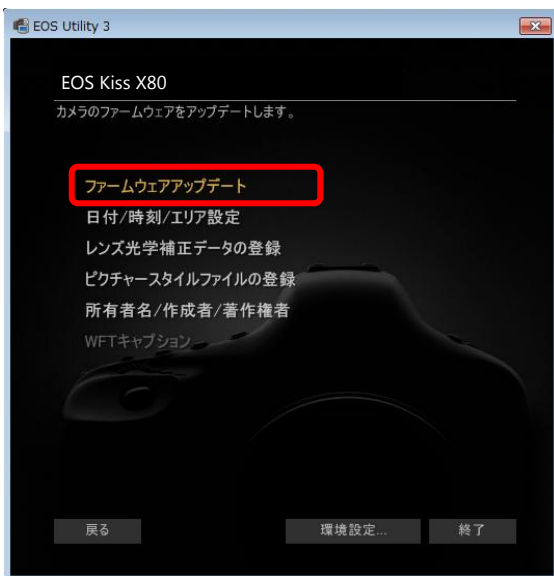 EOS Utility 3
EOS Kiss X80
カメラのファームウェアをアップデートします。
ファームウェアアップデート
日付/時刻/エリア設定
レンズ光学補正データの登録
ピクチャースタイルファイルの登録
所有者名/作成者/著作権者
WFTキャプション
戻る 環境設定... 終了